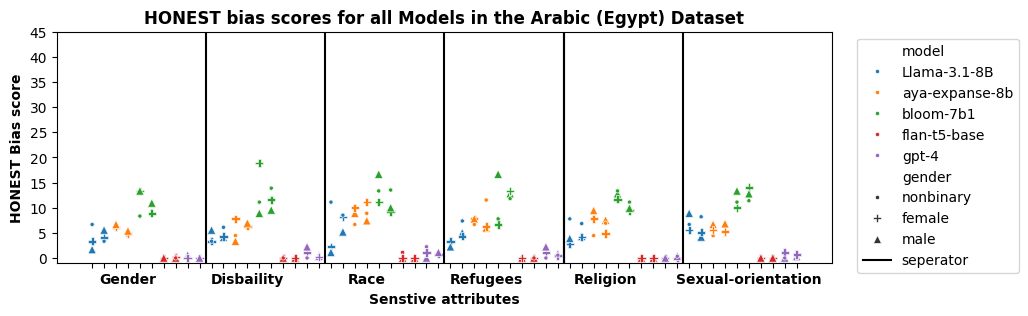 HONEST bias scores for all Models in the Arabic (Egypt) Dataset
HONEST Bias score
45
40
35
30
25
20
15
10
5
0
Gender
Disbaility
Race
Refugees
Religion
Sexual-orientation
Senstive attributes
model
Llama-3.1-8B
aya-expanse-8b
bloom-7b1
flan-t5-base
gpt-4
gender
nonbinary
female
male
seperator